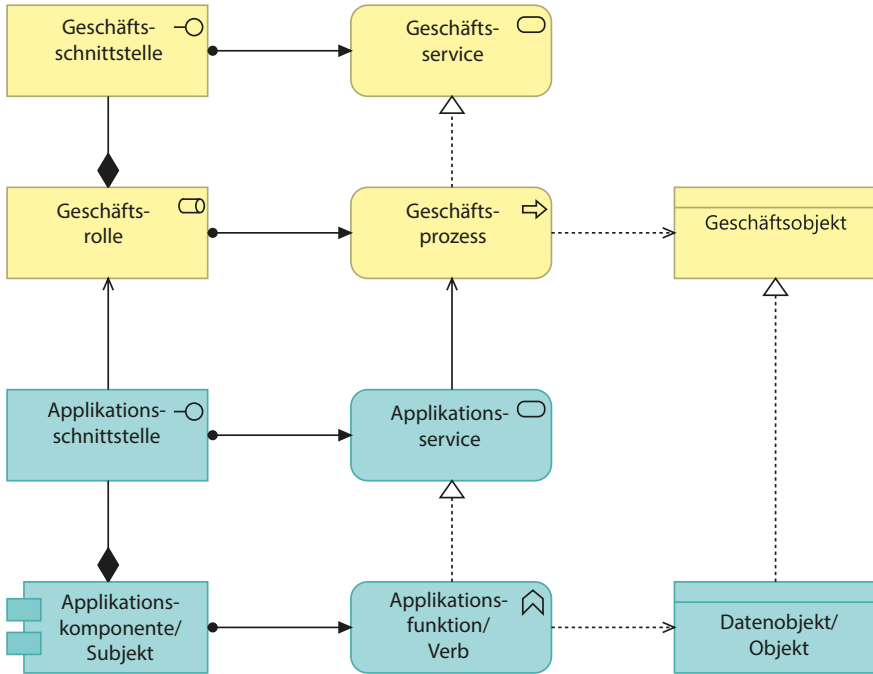 Geschäfts-
schnittstelle
Geschäfts-
service
Geschäfts-
rolle
Geschäfts-
prozess
Geschäftsobjekt
Applikations-
schnittstelle
Applikations-
service
Applikations-
komponente/
Subjekt
Applikations-
funktion/
Verb
Datenobjekt/
Objekt